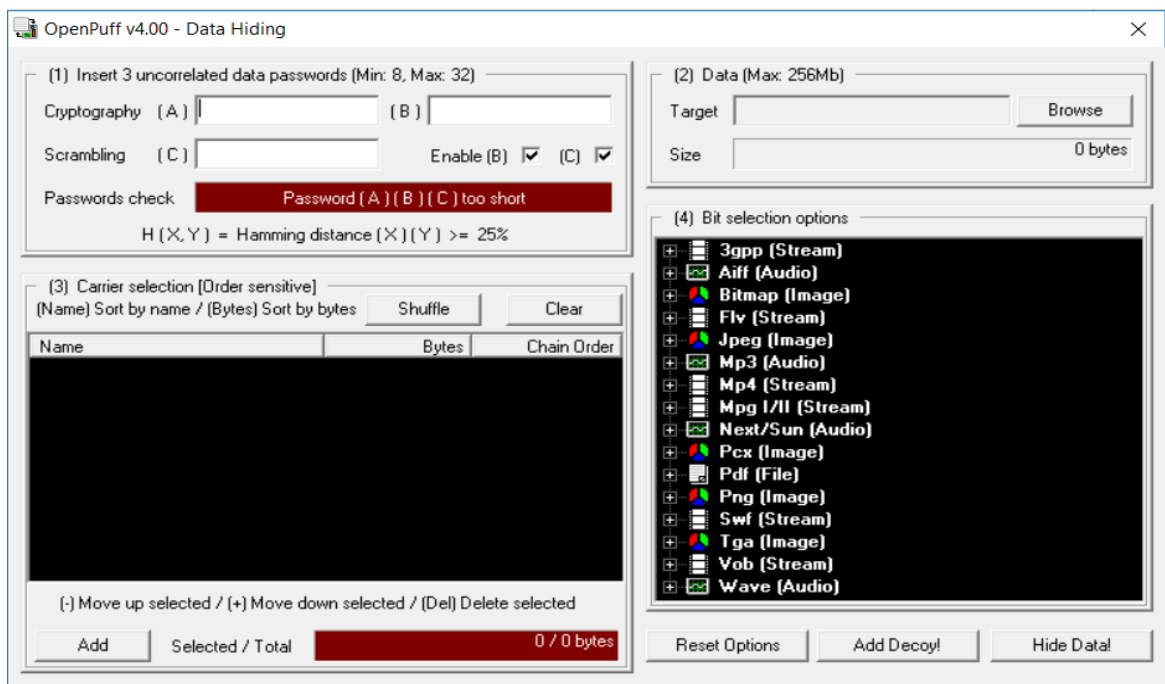 OpenPuff v4.00 - Data Hiding
(1) Insert 3 uncorrelated data passwords (Min: 8, Max: 32)
Cryptography (A) (B)
Scrambling (C) Enable (B) (C)
Passwords check Password (A) (B) (C) too short
H (X, Y) = Hamming distance (X) (Y) >= 25%
(2) Data (Max: 256Mb)
Target Browse
Size 0 bytes
(3) Carrier selection [Order sensitive]
(Name) Sort by name / (Bytes) Sort by bytes Shuffle Clear
Name Bytes Chain Order
(-) Move up selected / (+) Move down selected / (Del) Delete selected
Add Selected / Total 0 / 0 bytes
(4) Bit selection options
3gpp (Stream)
Aiff (Audio)
Bitmap (Image)
Flv (Stream)
Jpeg (Image)
Mp3 (Audio)
Mp4 (Stream)
Mpg I/II (Stream)
Next/Sun (Audio)
Pcx (Image)
Pdf (File)
Png (Image)
Swf (Stream)
Tga (Image)
Vob (Stream)
Wave (Audio)
Reset Options Add Decoy! Hide Data!